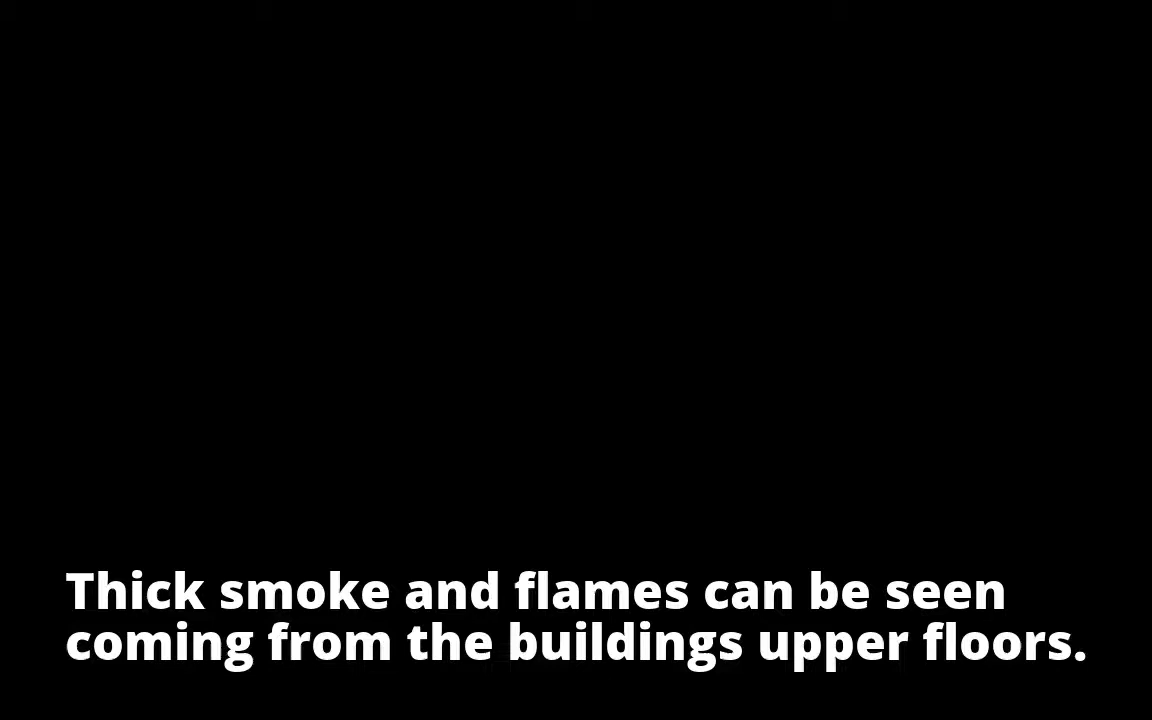 Thick smoke and flames can be seen
coming from the buildings upper floors.